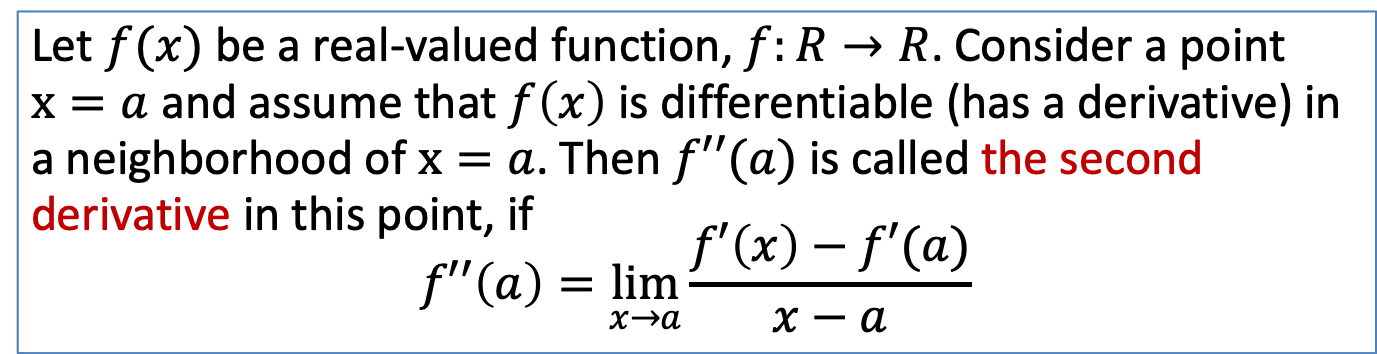 Let f(x) be a real-valued function, f: R → R. Consider a point
x = a and assume that f(x) is differentiable (has a derivative) in
a neighborhood of x = a. Then f''(a) is called the second
derivative in this point, if
f''(a) = lim x→a (f'(x) − f'(a)) / (x − a)